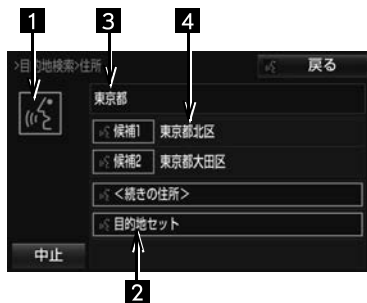 1 3 4
>目的地検索>住所
戻る
東京都
候補1 東京都北区
候補2 東京都大田区
<続きの住所>
目的地セット
中止
2